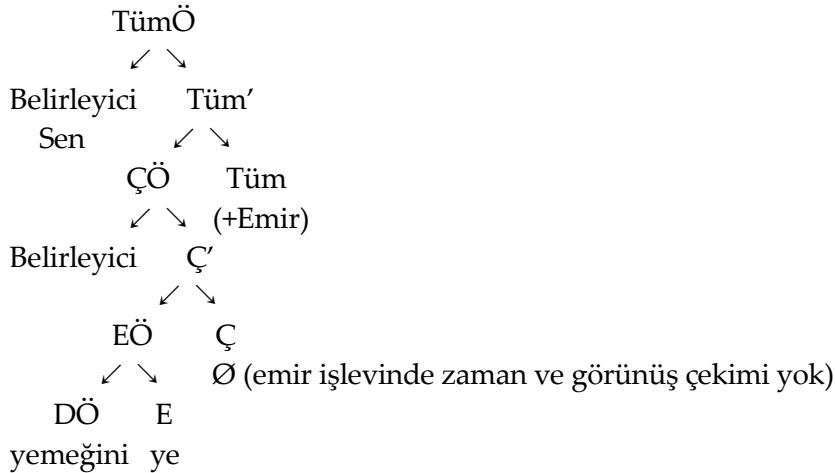 TümÖ
↙ ↘
Belirleyici Tüm’
Sen ↙ ↘
ÇÖ Tüm
↙ ↘ (+Emir)
Belirleyici Ç’
↙ ↘
EÖ Ç
↙ ↘ Ø (emir işlevinde zaman ve görünüş çekimi yok)
DÖ E
yemeğini ye